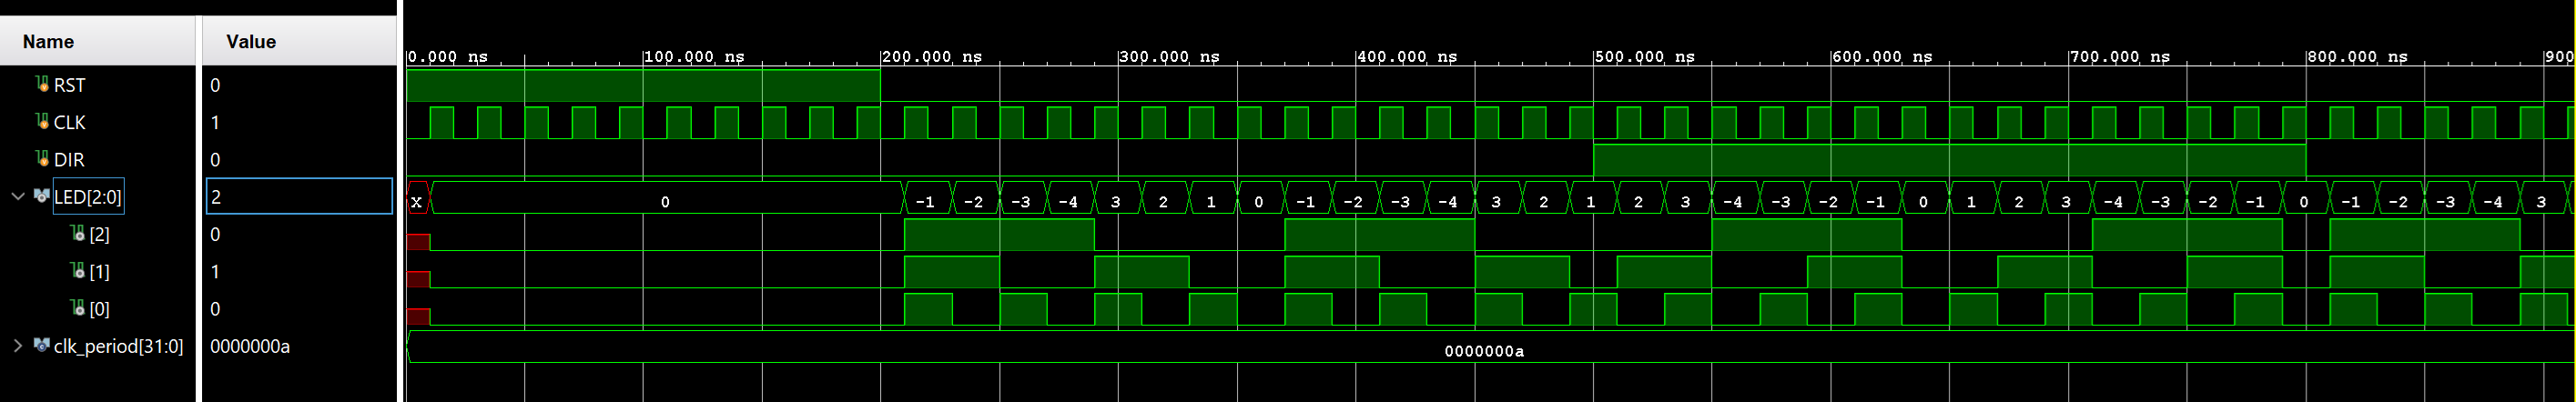 Name Value
0.000 ns 100.000 ns 200.000 ns 300.000 ns 400.000 ns 500.000 ns 600.000 ns 700.000 ns 800.000 ns 900
RST 0
CLK 1
DIR 0
LED[2:0] 2 X 0 -1 -2 -3 -4 3 2 1 0 -1 -2 -3 -4 3 2 1 2 3 -4 -3 -2 -1 0 1 2 3 -4 -3 -2 -1 0 -1 -2 -3 -4 3
[2] 0
[1] 1
[0] 0
clk_period[31:0] 0000000a 0000000a